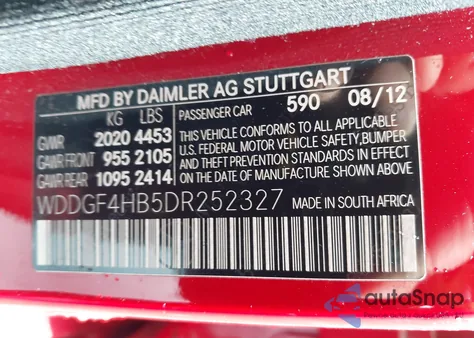 MFD BY DAIMLER AG STUTTGART
KG LBS PASSENGER CAR 590 08/12
GVWR 2020 4453 THIS VEHICLE CONFORMS TO ALL APPLICABLE
GAWR FRONT 955 2105 U.S. FEDERAL MOTOR VEHICLE SAFETY, BUMPER
AND THEFT PREVENTION STANDARDS IN EFFECT
GAWR REAR 1095 2414 ON THE DATE OF MANUFACTURE SHOWN ABOVE.
WDDGF4HB5DR252327 MADE IN SOUTH AFRICA
autoSnap